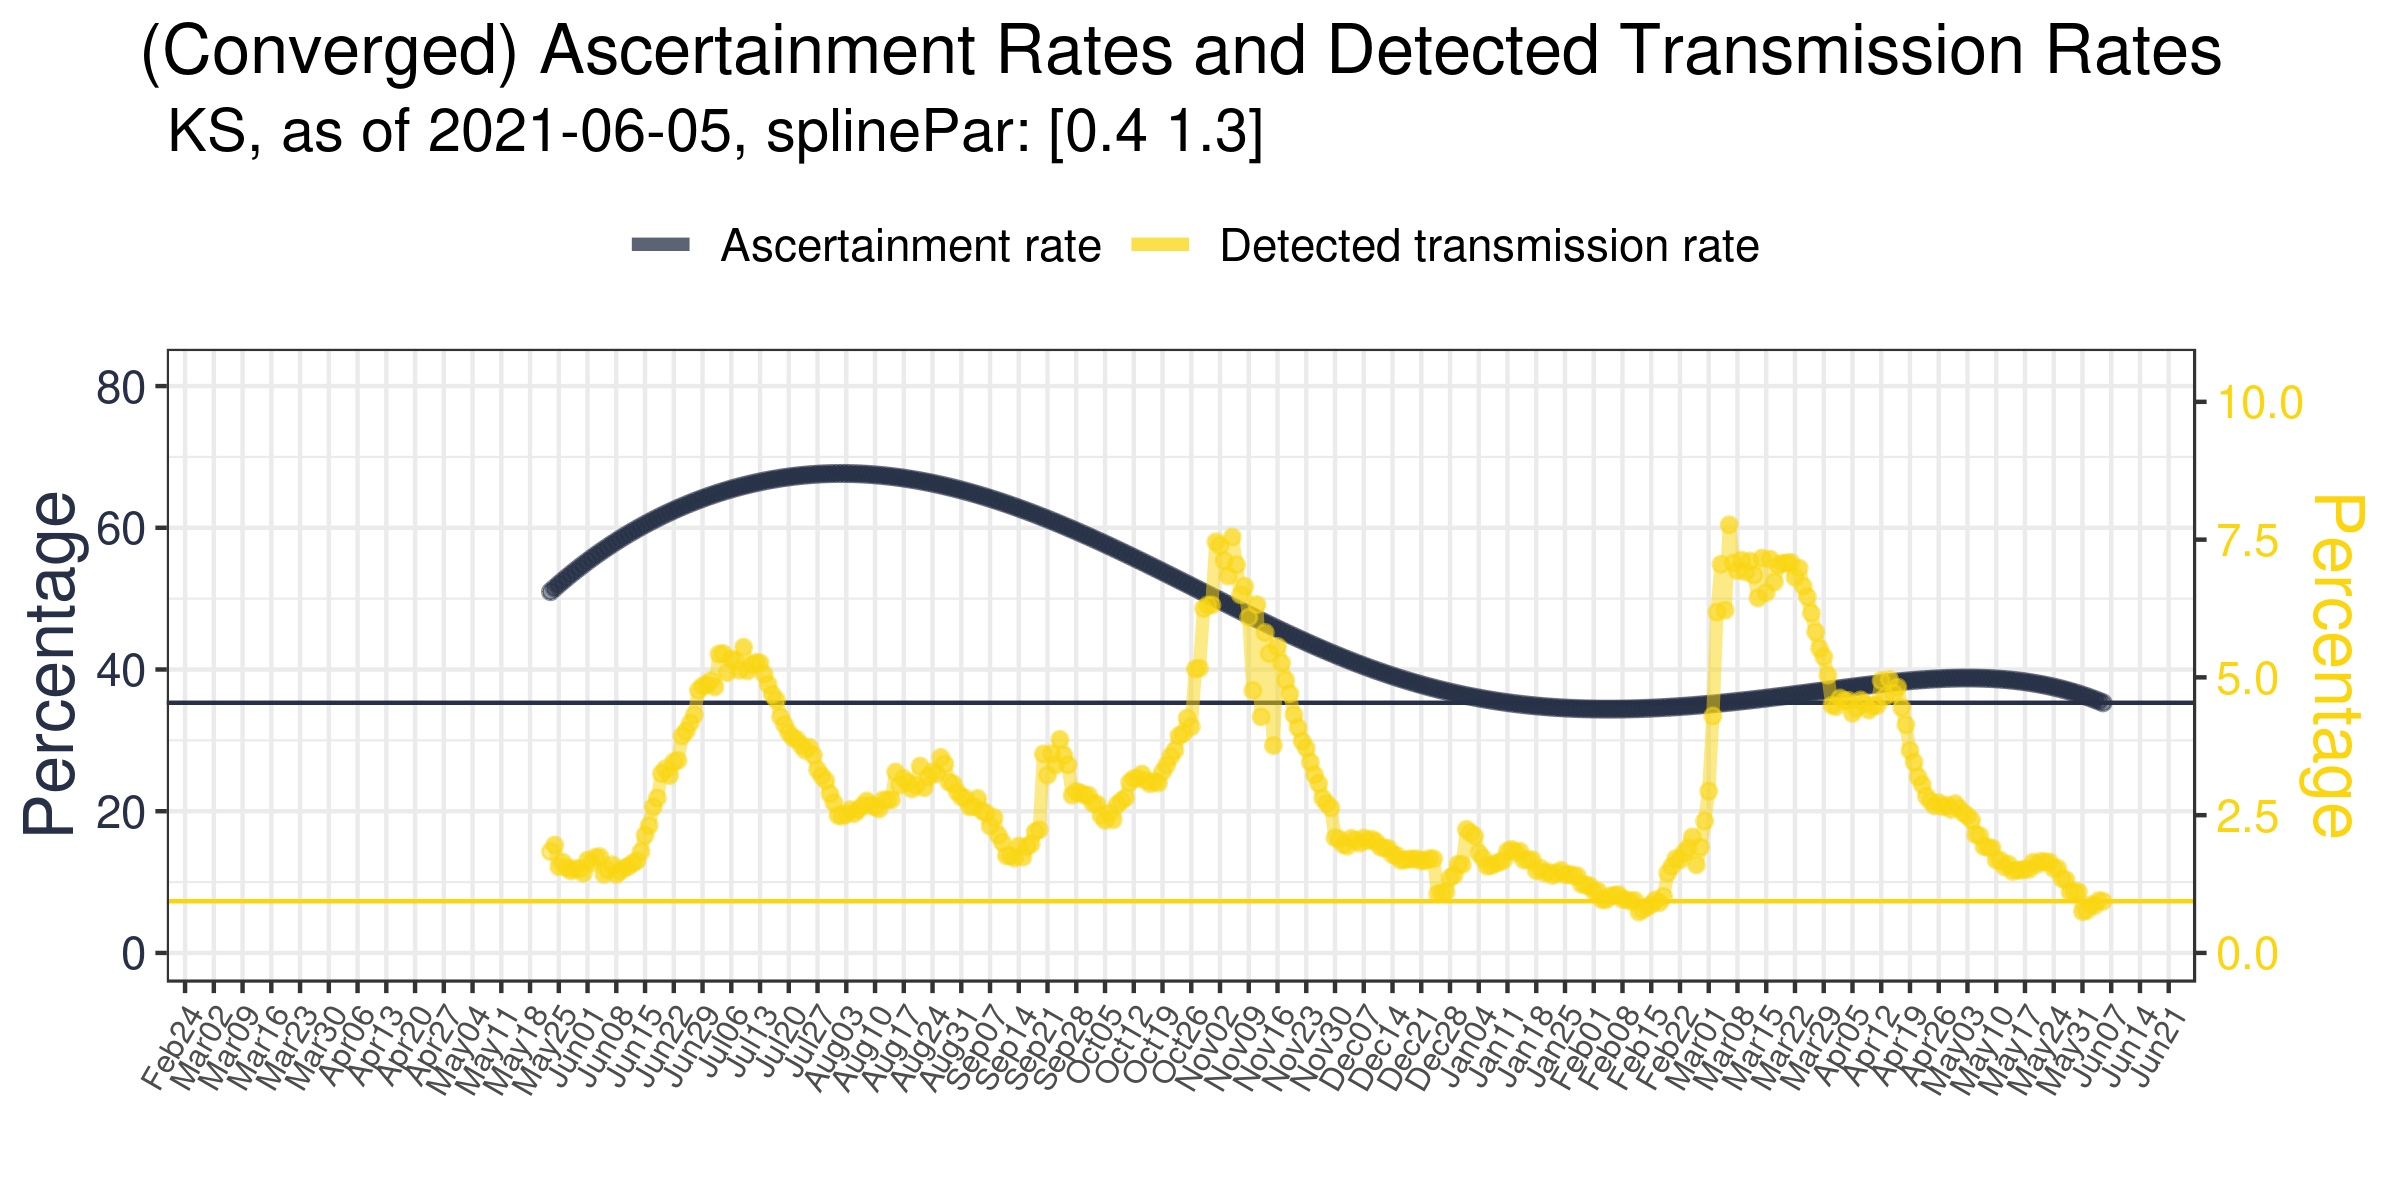 (Converged) Ascertainment Rates and Detected Transmission Rates
KS, as of 2021-06-05, splinePar: [0.4 1.3]
Ascertainment rate
Detected transmission rate
Percentage
80
60
40
20
0
10.0
7.5
5.0
2.5
0.0
Percentage
Feb24
Mar02
Mar09
Mar16
Mar23
Mar30
Apr06
Apr13
Apr20
Apr27
May04
May11
May18
May25
Jun01
Jun08
Jun15
Jun22
Jun29
Jul06
Jul13
Jul20
Jul27
Aug03
Aug10
Aug17
Aug24
Aug31
Sep07
Sep14
Sep21
Sep28
Oct05
Oct12
Oct19
Oct26
Nov02
Nov09
Nov16
Nov23
Nov30
Dec07
Dec14
Dec21
Dec28
Jan04
Jan11
Jan18
Jan25
Feb01
Feb08
Feb15
Feb22
Mar01
Mar08
Mar15
Mar22
Mar29
Apr05
Apr12
Apr19
Apr26
May03
May10
May17
May24
May31
Jun07
Jun14
Jun21